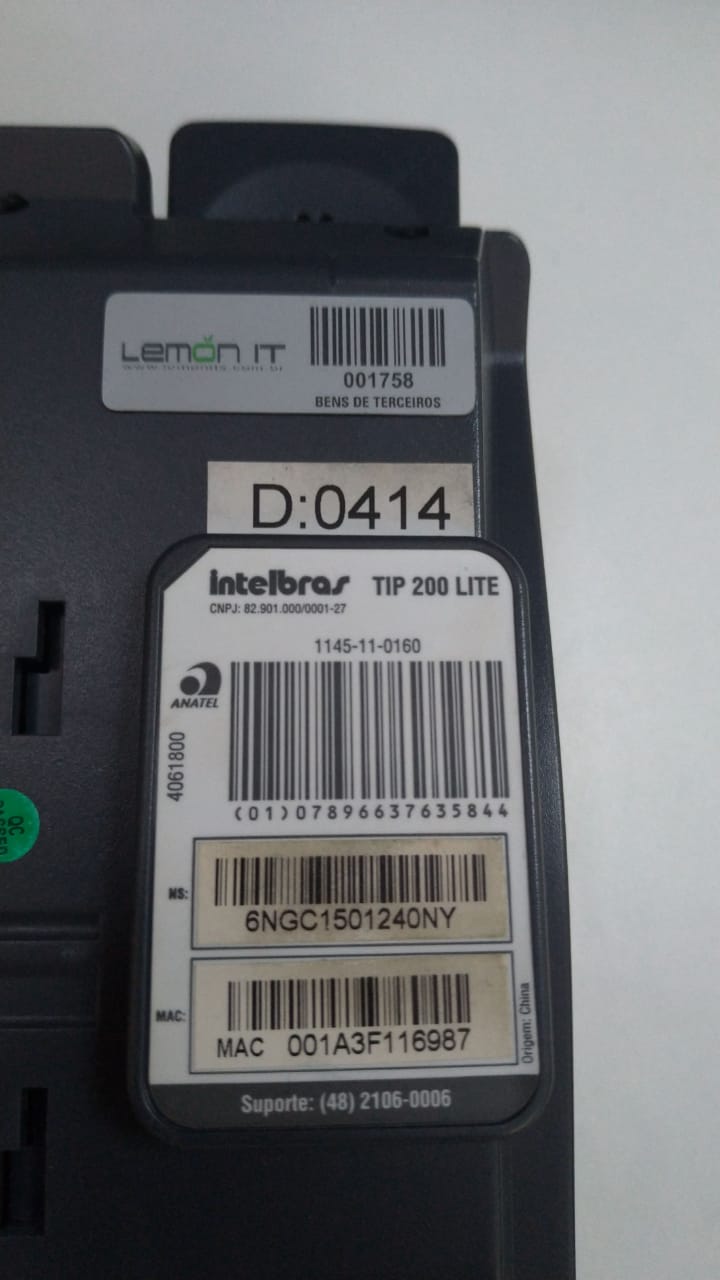 Lemon IT
001758
BENS DE TERCEIROS
D:0414
intelbras TIP 200 LITE
CNPJ: 82.901.000/0001-27
1145-11-0160
ANATEL
4061800
(01)07896637635844
NS:
6NGC1501240NY
MAC:
MAC 001A3F116987
Origem: China
Suporte: (48) 2106-0006
QC